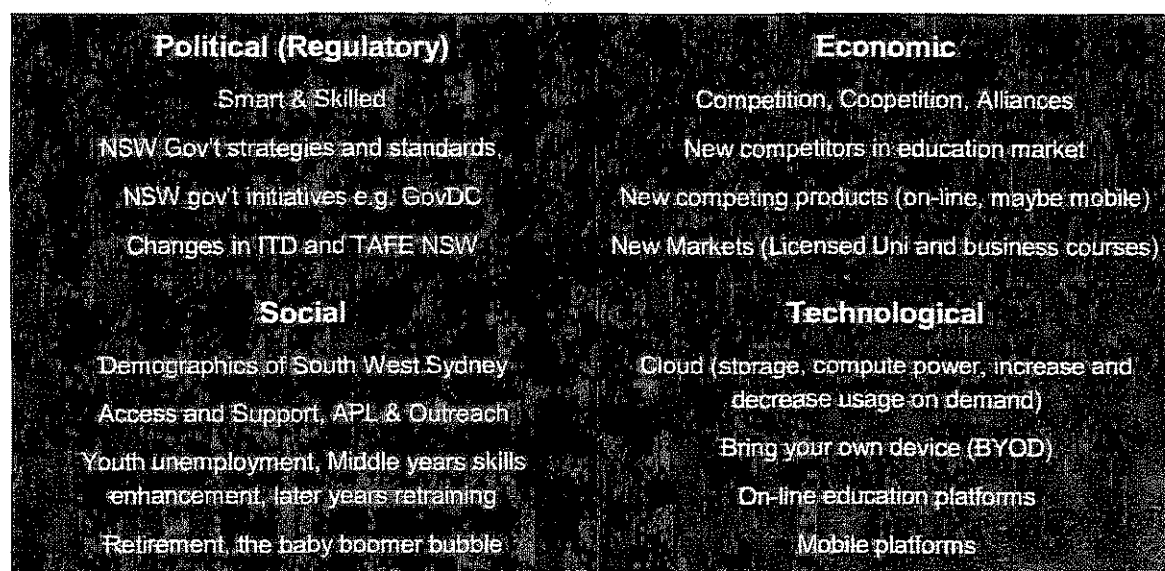 Political (Regulatory)
Smart & Skilled
NSW Gov't strategies and standards,
NSW gov't initiatives e.g. GovDC
Changes in ITD and TAFE NSW
Economic
Competition, Coopetition, Alliances
New competitors in education market
New competing products (on-line, maybe mobile)
New Markets (Licensed Uni and business courses)
Social
Demographics of South West Sydney
Access and Support, APL & Outreach
Youth unemployment, Middle years skills
enhancement, later years retraining
Retirement, the baby boomer bubble
Technological
Cloud (storage, compute power, increase and
decrease usage on demand)
Bring your own device (BYOD)
On-line education platforms
Mobile platforms